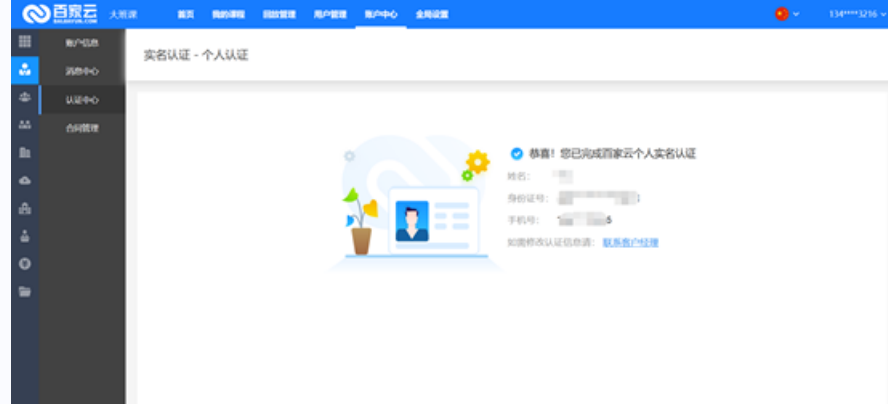 百家云 大班课 首页 我的课程 回放管理 用户管理 账户中心 全局设置 134****3216
BAIJIAYUN.COM
账户信息
消息中心
认证中心
合同管理
实名认证 - 个人认证
恭喜！您已完成百家云个人实名认证
姓名：
身份证号：
手机号：
如需修改认证信息请：联系客户经理